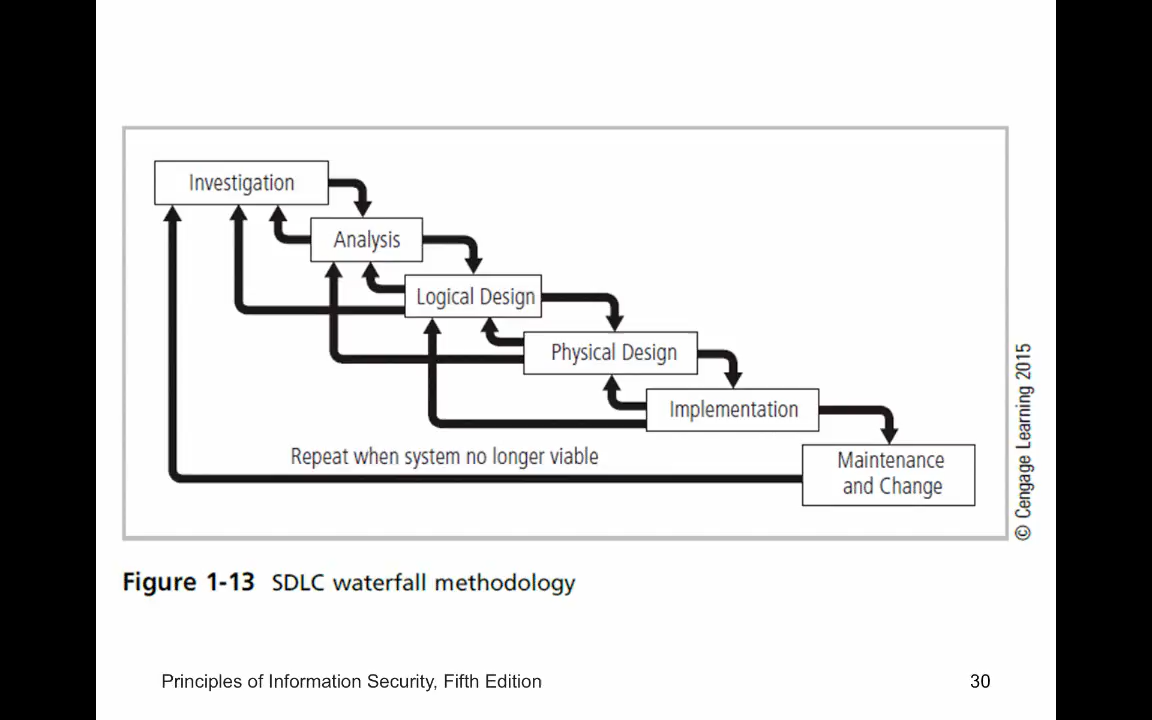 Investigation
Analysis
Logical Design
Physical Design
Implementation
Maintenance
and Change
Repeat when system no longer viable
© Cengage Learning 2015
Figure 1-13 SDLC waterfall methodology
Principles of Information Security, Fifth Edition
30